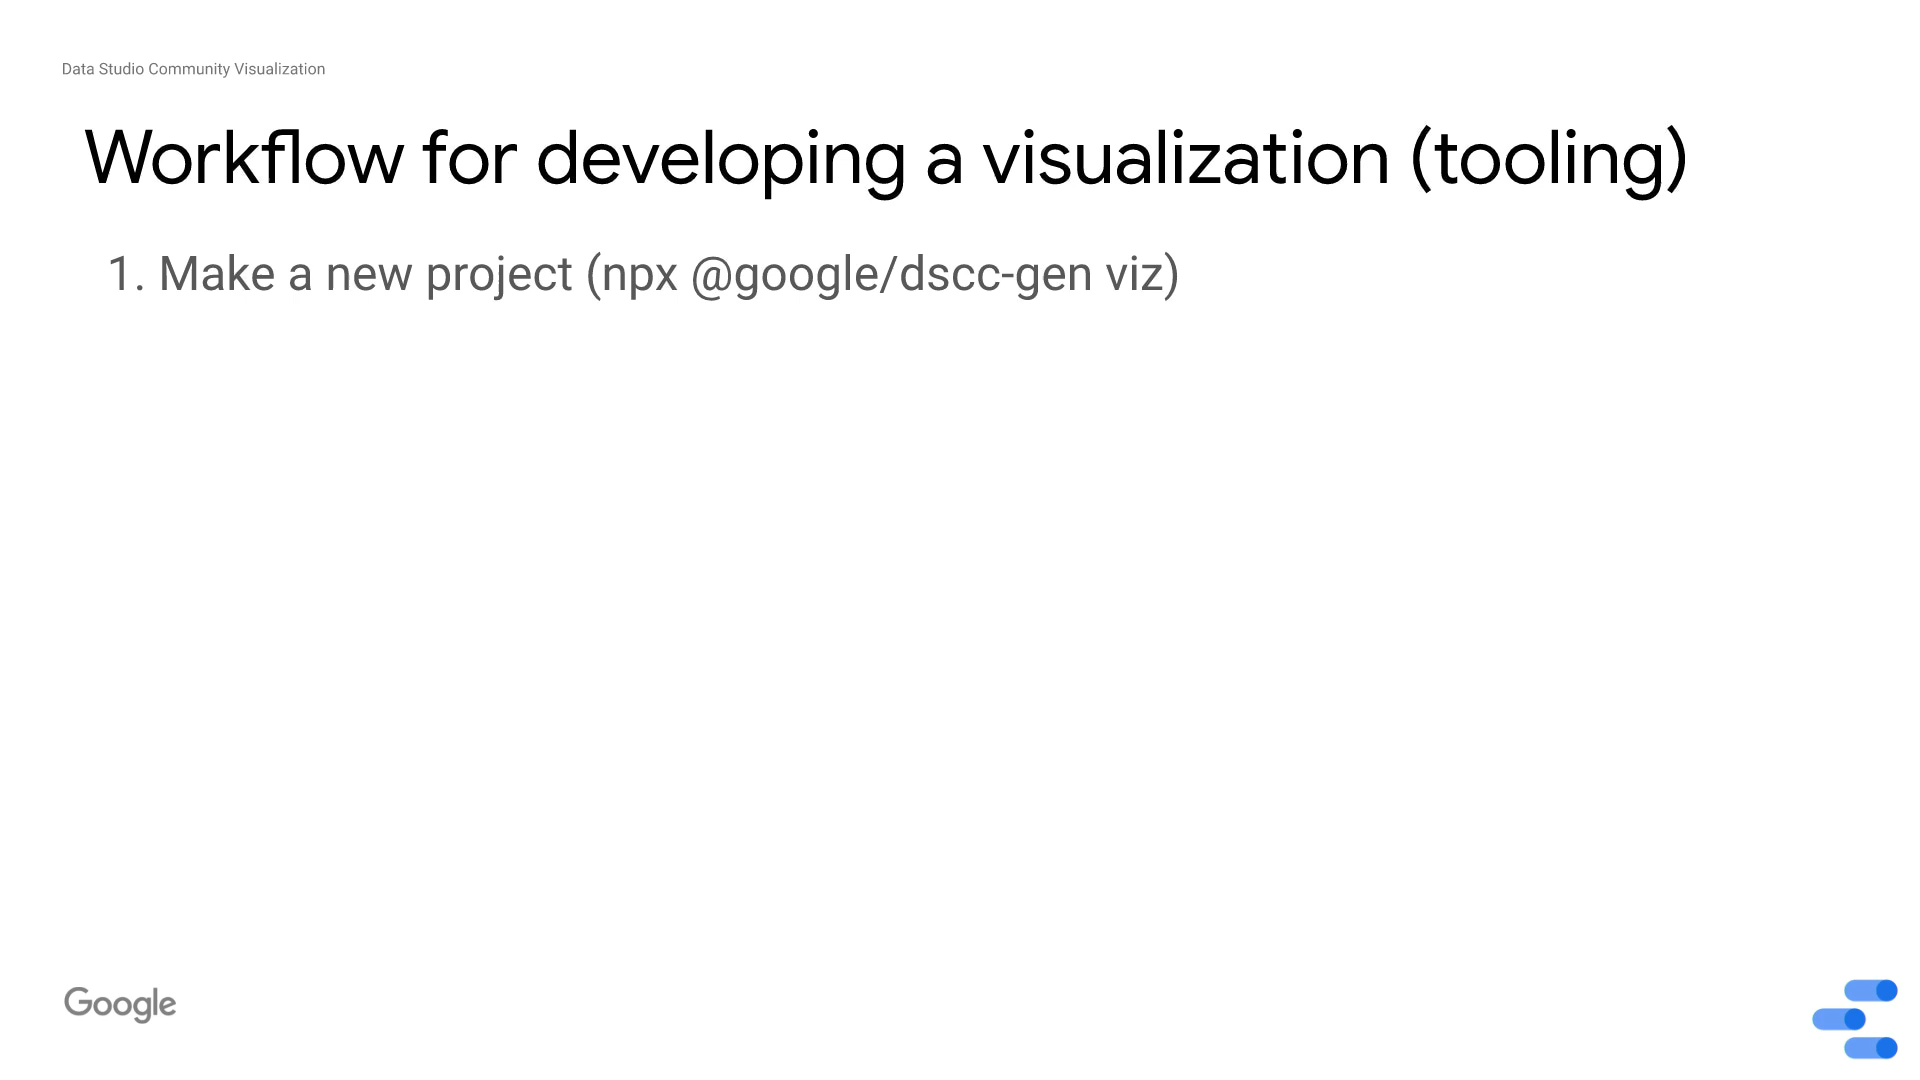 Data Studio Community Visualization
Workflow for developing a visualization (tooling)
1. Make a new project (npx @google/dscc-gen viz)
Google